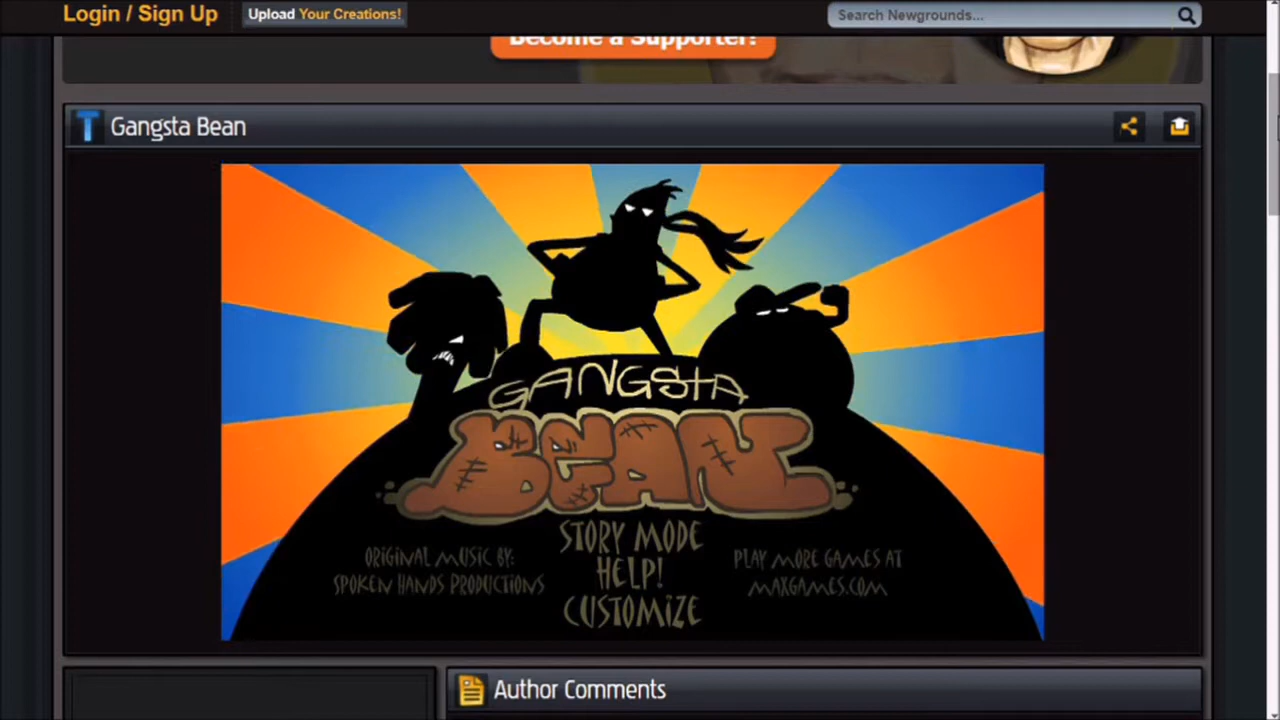 Login / Sign Up
Upload Your Creations!
Search Newgrounds...
Become a Supporter!
Gangsta Bean
GANGSTA
BEAN
STORY MODE
HELP!
CUSTOMIZE
ORIGINAL MUSIC BY:
SPOKEN HANDS PRODUCTIONS
PLAY MORE GAMES AT
MAXGAMES.COM
Author Comments